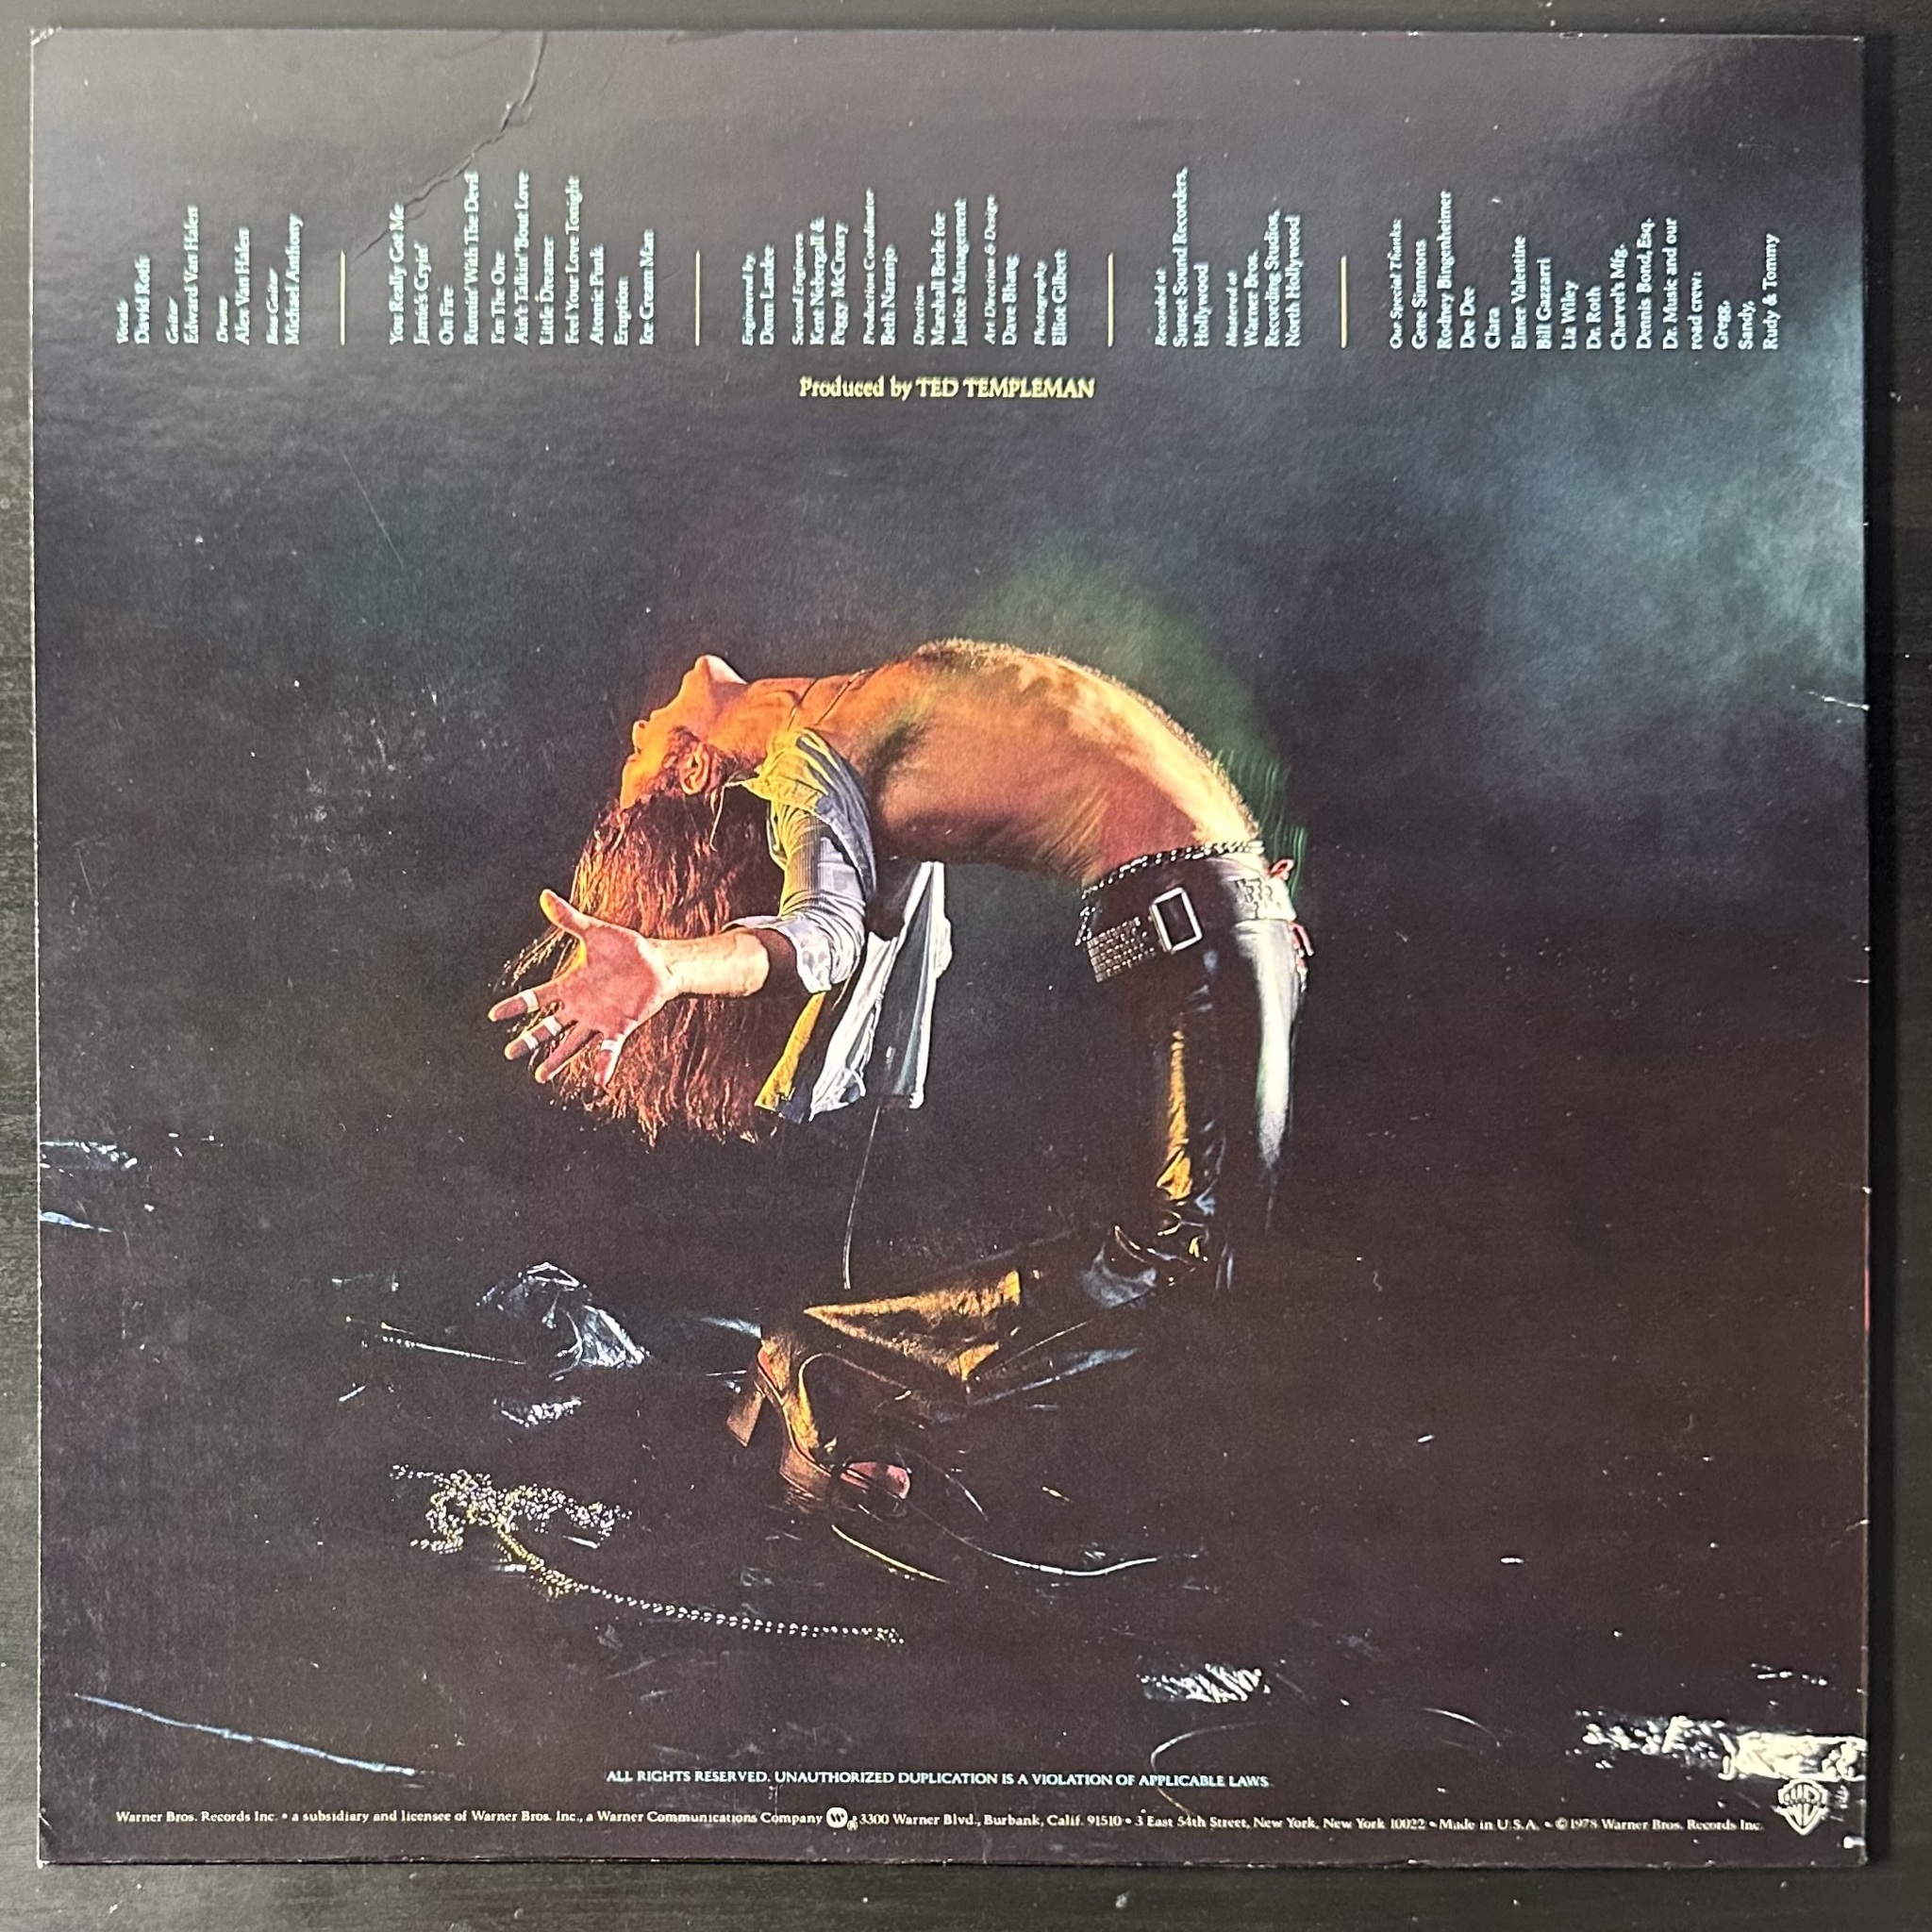 Vocals
David Roth
Guitar
Edward Van Halen
Drums
Alex Van Halen
Bass Guitar
Michael Anthony
You Really Got Me
Jamie's Cryin'
On Fire
Runnin' With The Devil
I'm The One
Ain't Talkin' 'Bout Love
Little Dreamer
Feel Your Love Tonight
Atomic Punk
Eruption
Ice Cream Man
Engineered by
Donn Landee
Second Engineers
Kent Nebergall &
Peggy McCreary
Production Coordinator
Beth Naranjo
Direction
Marshall Berle for
Justice Management
Art Direction & Design
Dave Bhang
Photography
Elliot Gilbert
Recorded at
Sunset Sound Recorders,
Hollywood
Mastered at
Warner Bros.
Recording Studios,
North Hollywood
Our Special Thanks:
Gene Simmons
Rodney Bingenheimer
Dee Dee
Clara
Elmer Valentine
Bill Gazzarri
Liz Wiley
Dr. Roth
Charvel's Mfg.
Dennis Bond, Esq.
Dr. Music and our
road crew:
Gregg,
Sandy,
Rudy & Tommy
Produced by TED TEMPLEMAN
ALL RIGHTS RESERVED. UNAUTHORIZED DUPLICATION IS A VIOLATION OF APPLICABLE LAWS
Warner Bros. Records Inc. • a subsidiary and licensee of Warner Bros. Inc., a Warner Communications Company • 3300 Warner Blvd., Burbank, Calif. 91510 • 3 East 54th Street, New York, New York 10022 • Made in U.S.A. • © 1978 Warner Bros. Records Inc.